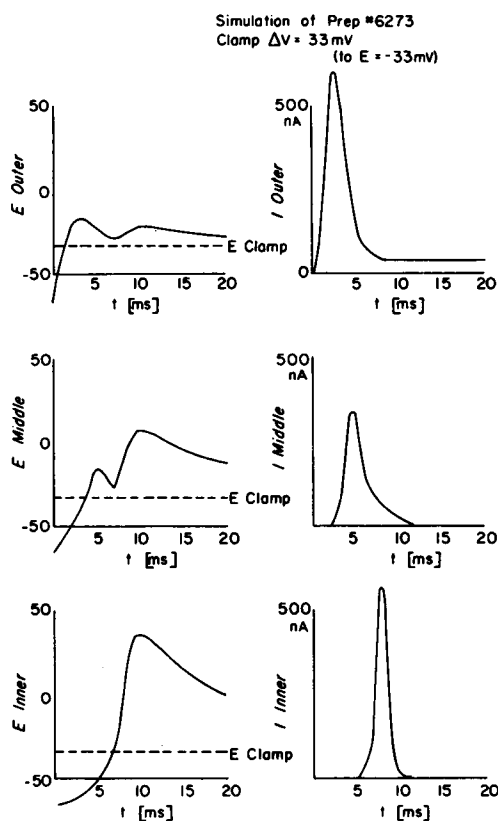 Simulation of Prep #6273
Clamp ΔV = 33 mV
(to E = -33mV)
50
0
-50
E Outer
E Clamp
5 10 15 20
t [ms]
500
nA
0
I Outer
5 10 15 20
t [ms]
50
0
-50
E Middle
E Clamp
5 10 15 20
t [ms]
500
nA
I Middle
5 10 15 20
t [ms]
50
0
-50
E Inner
E Clamp
5 10 15 20
t [ms]
500
nA
I Inner
5 10 15 20
t [ms]